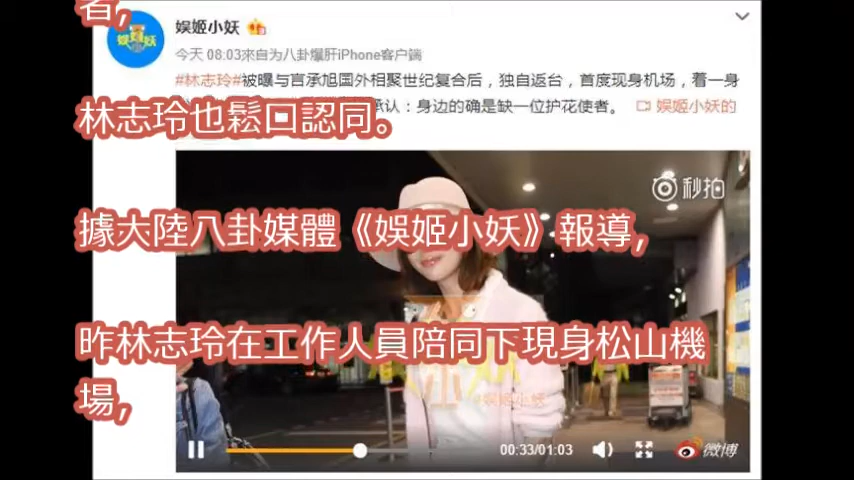 者,
娱姬小妖
今天 08:03來自为八卦爆肝iPhone客户端
#林志玲#被曝与言承旭国外相聚世纪复合后，独自返台，首度现身机场，着一身
承认：身边的确是缺一位护花使者。 娱姬小妖的
林志玲也鬆口認同。
秒拍
據大陸八卦媒體《娛姬小妖》報導,
昨林志玲在工作人員陪同下現身松山機
場,
娱姬小妖
00:33/01:03
微博